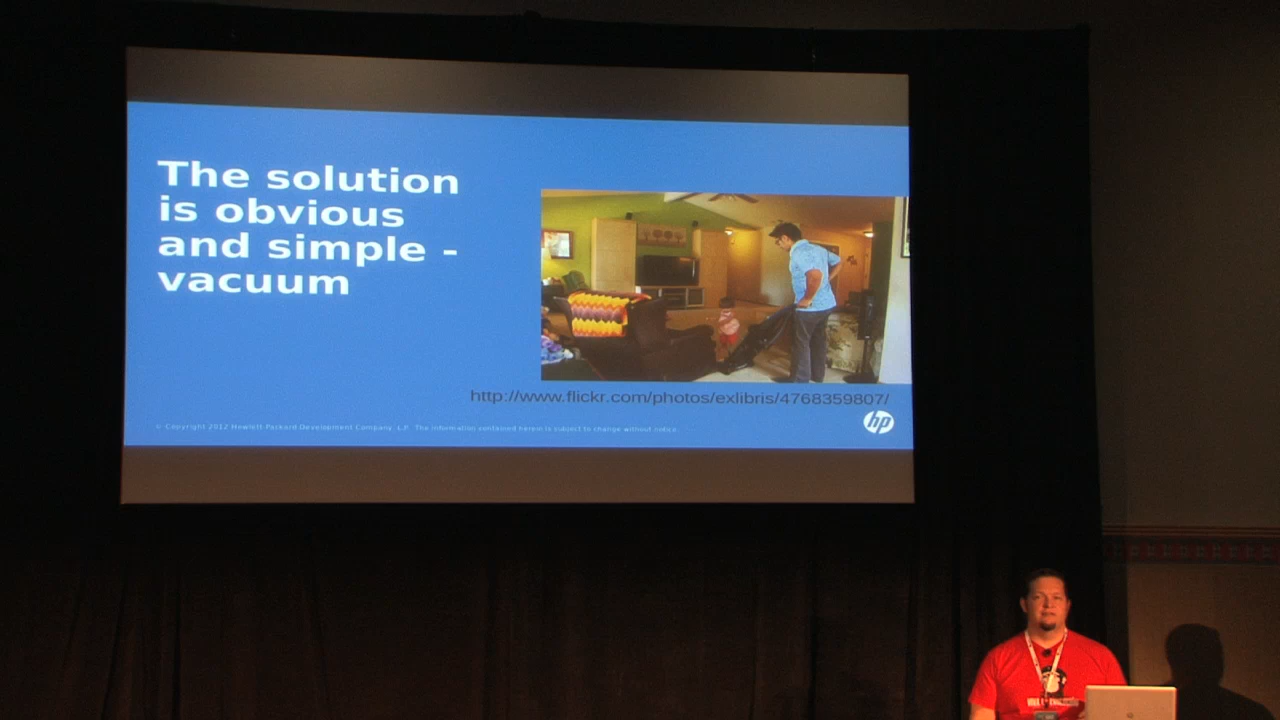 The solution
is obvious
and simple -
vacuum
http://www.flickr.com/photos/exlibris/4768359807/
hp
© Copyright 2012 Hewlett-Packard Development Company, L.P. The information contained herein is subject to change without notice.